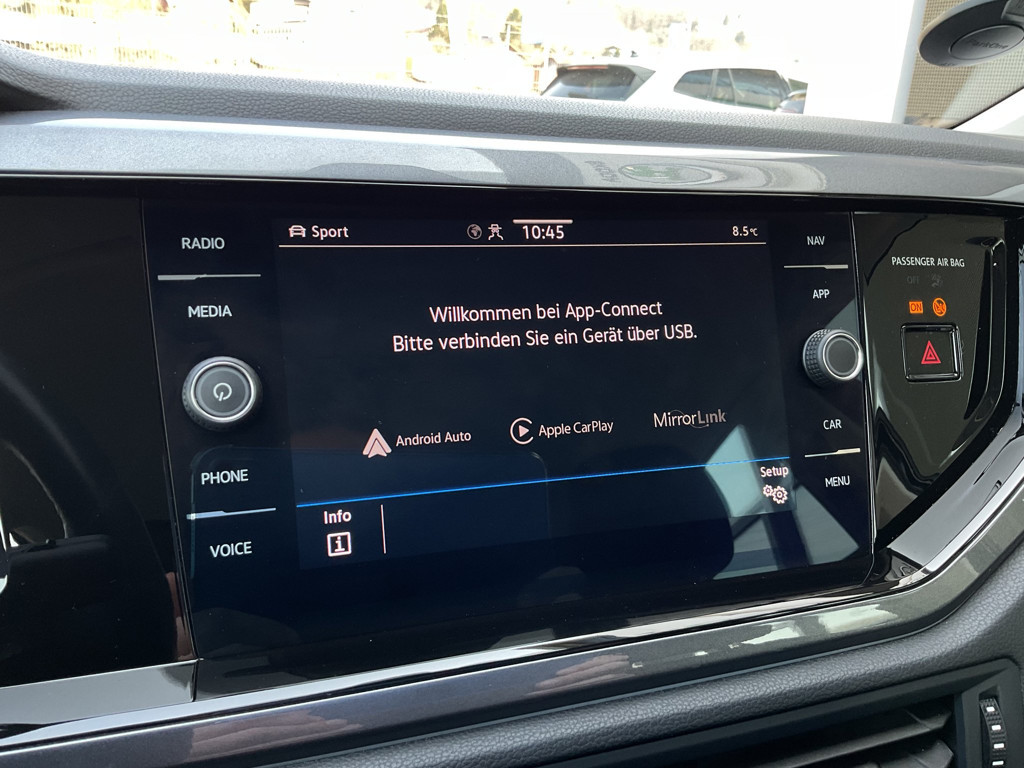 RADIO
MEDIA
PHONE
VOICE
Sport
10:45
8.5°C
Willkommen bei App-Connect
Bitte verbinden Sie ein Gerät über USB.
Android Auto
Apple CarPlay
MirrorLink
Setup
Info
i
NAV
APP
CAR
MENU
PASSENGER AIR BAG
OFF
ON